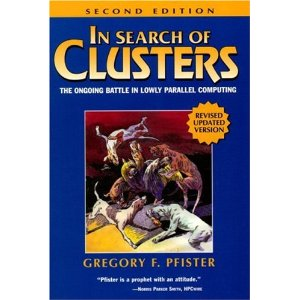 SECOND EDITION
IN SEARCH OF
CLUSTERS
THE ONGOING BATTLE IN LOWLY PARALLEL COMPUTING
REVISED
UPDATED
VERSION
GREGORY F. PFISTER
"Pfister is a prophet with an attitude."
—NORRIS PARKER SMITH, HPCwire